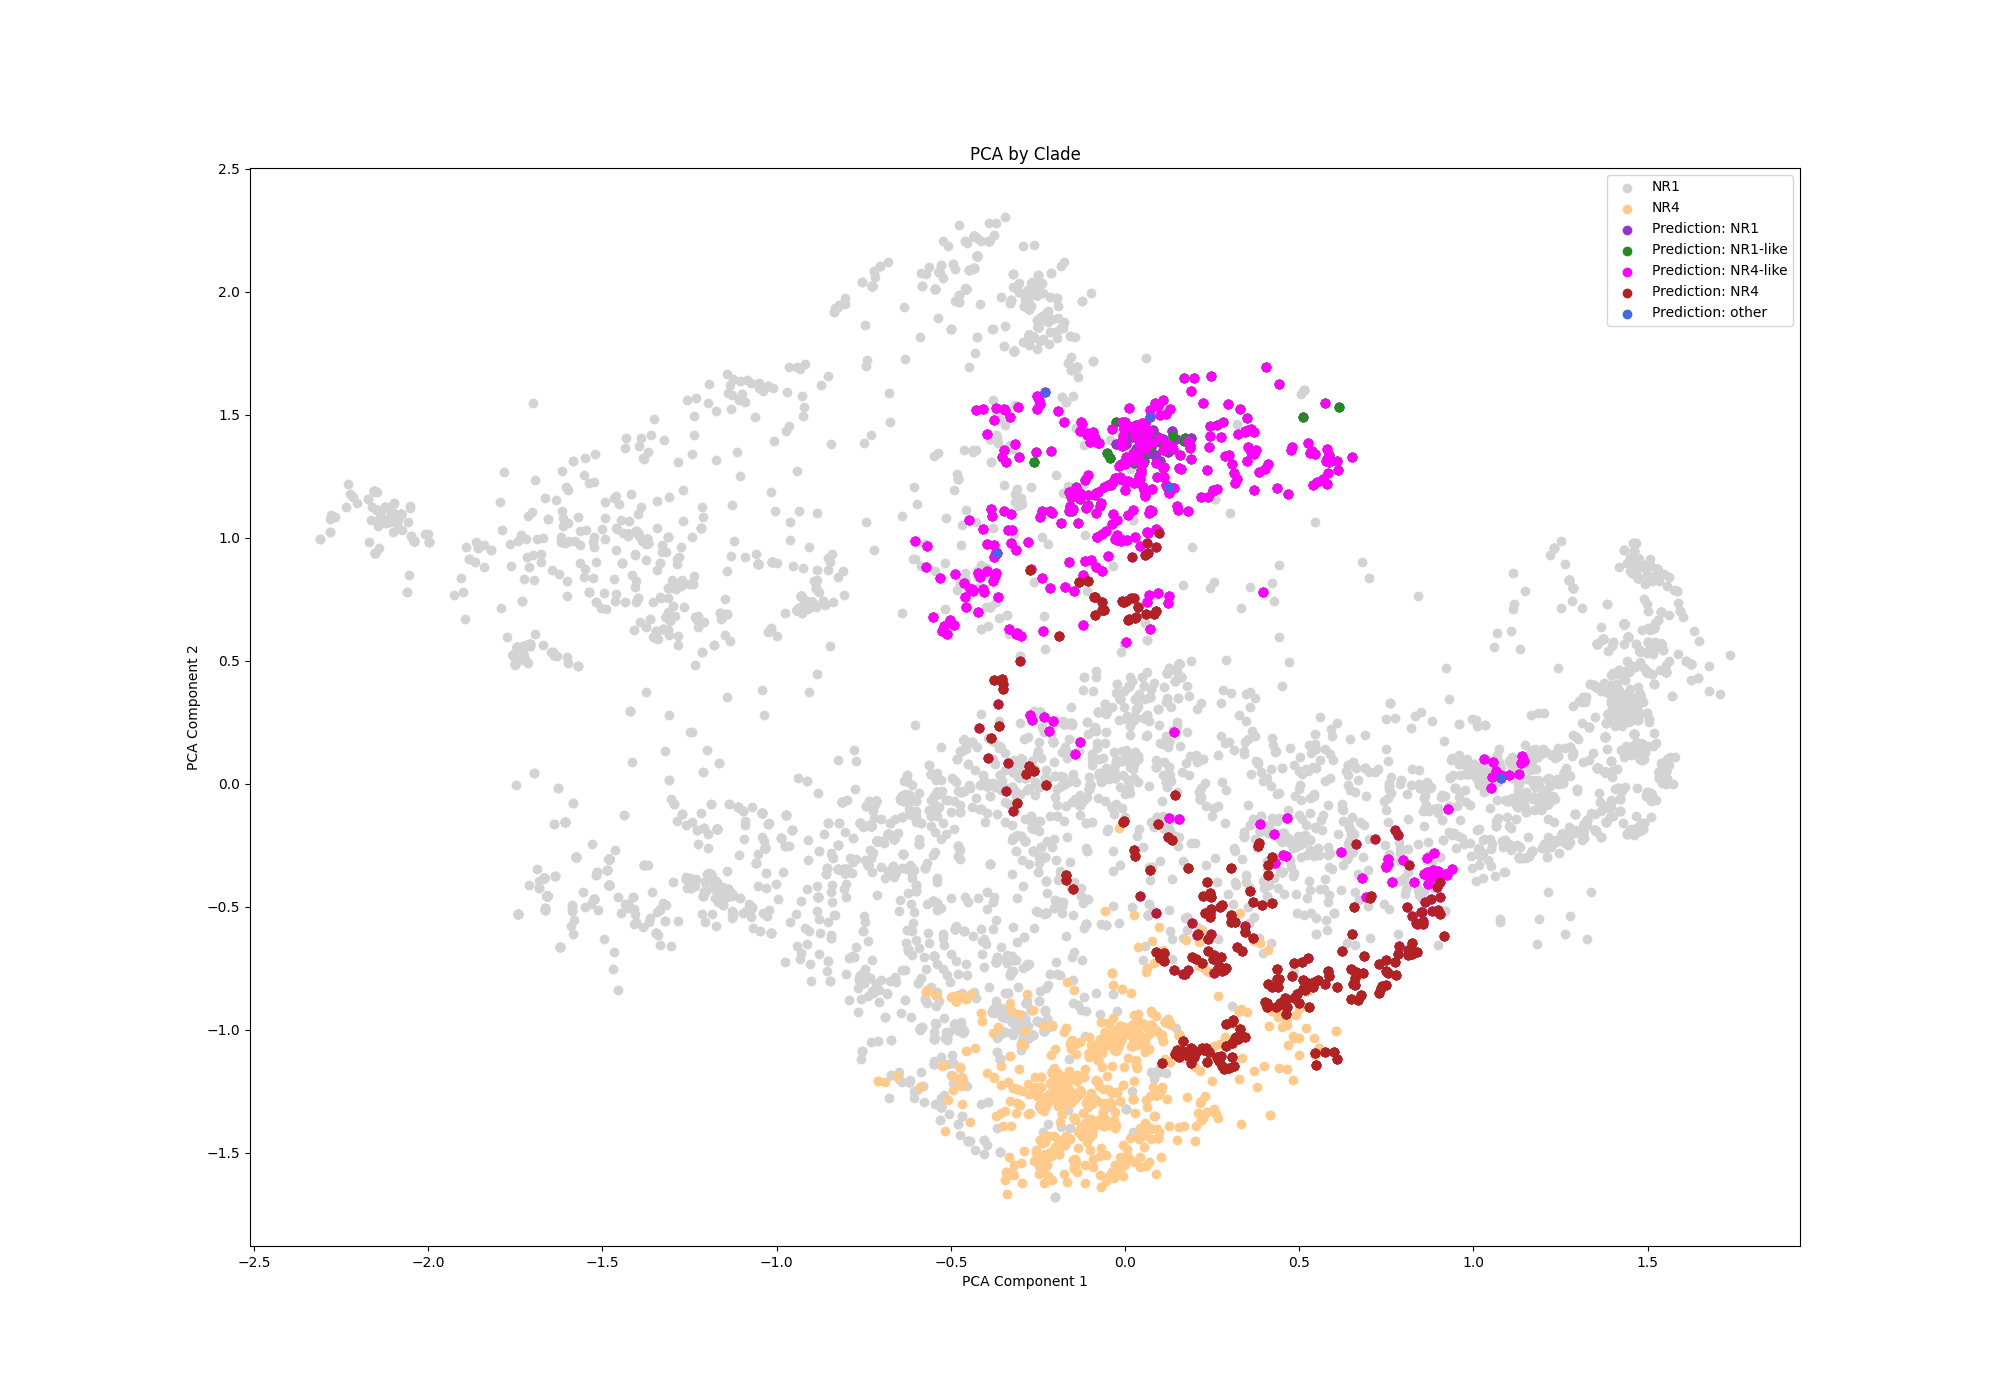 PCA by Clade
2.5
2.0
1.5
1.0
0.5
0.0
−0.5
−1.0
−1.5
PCA Component 2
−2.5
−2.0
−1.5
−1.0
−0.5
0.0
0.5
1.0
1.5
PCA Component 1
NR1
NR4
Prediction: NR1
Prediction: NR1-like
Prediction: NR4-like
Prediction: NR4
Prediction: other